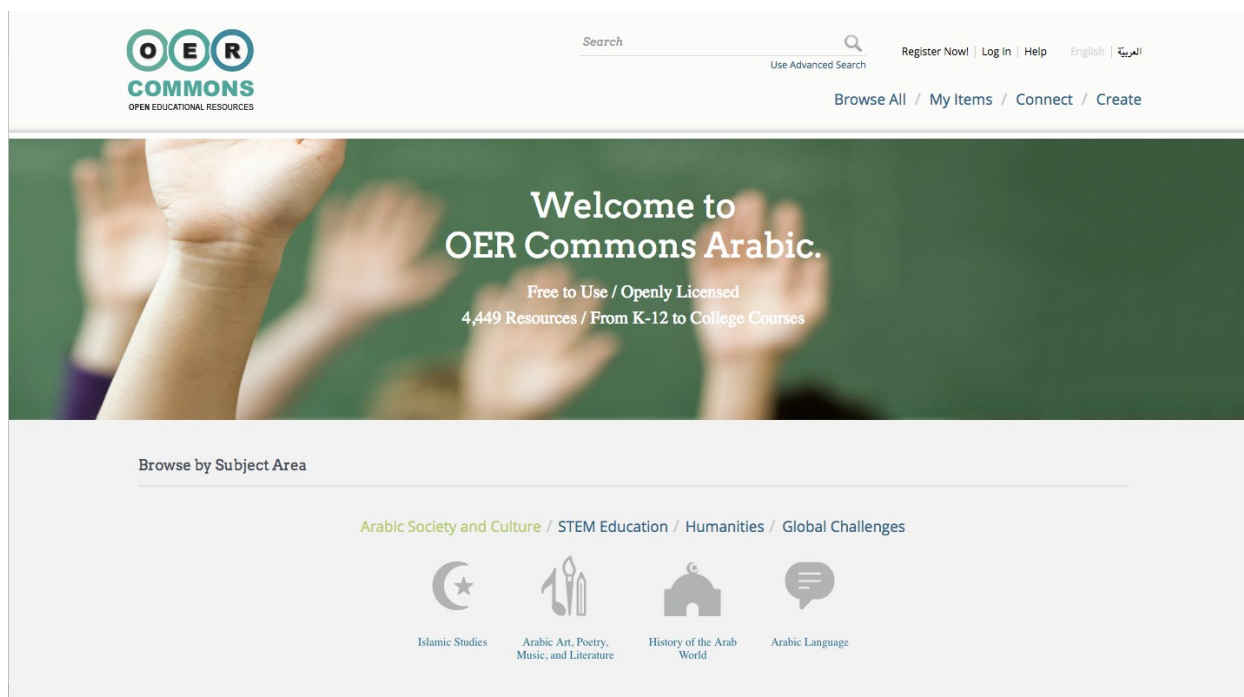 O E R
COMMONS
OPEN EDUCATIONAL RESOURCES
Search
Use Advanced Search
Register Now! | Log In | Help English | العربيّة
Browse All / My Items / Connect / Create
Welcome to
OER Commons Arabic.
Free to Use / Openly Licensed
4,449 Resources / From K-12 to College Courses
Browse by Subject Area
Arabic Society and Culture / STEM Education / Humanities / Global Challenges
Islamic Studies
Arabic Art, Poetry,
Music, and Literature
History of the Arab
World
Arabic Language